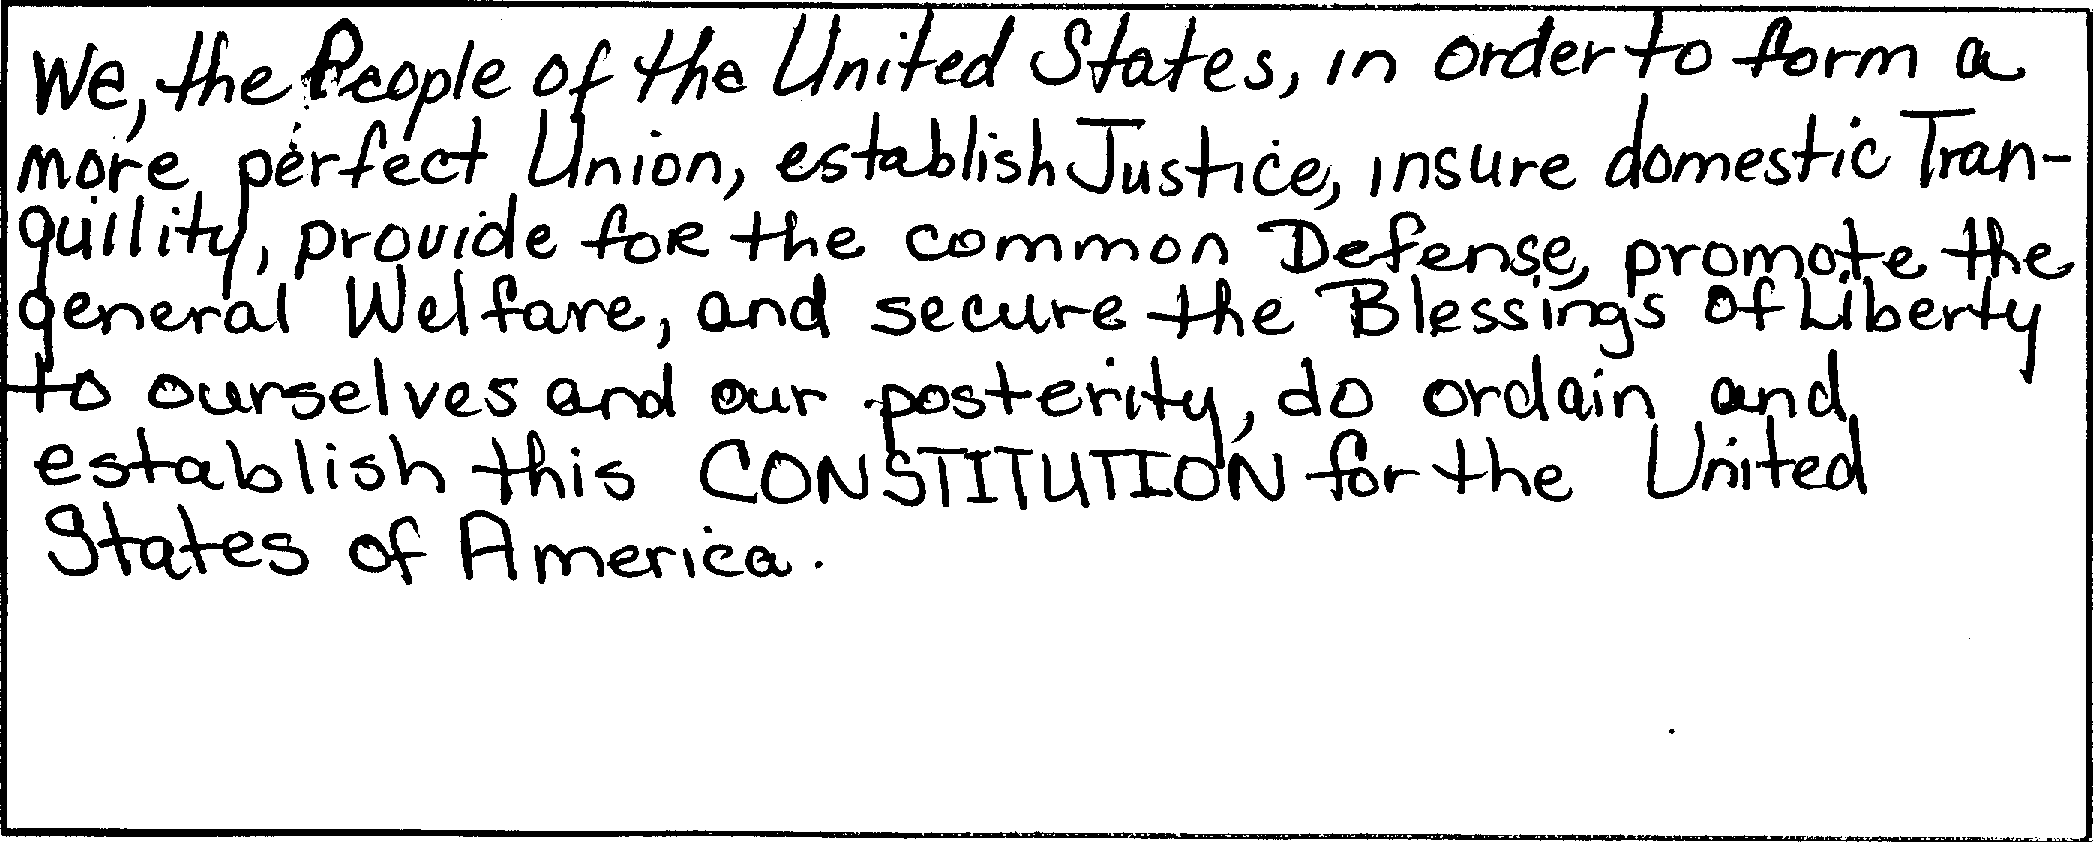 We, the People of the United States, in order to form a
more perfect Union, establish Justice, insure domestic Tran-
quillity, provide for the common Defense, promote the
general Welfare, and secure the Blessings of Liberty
to ourselves and our posterity, do ordain and
establish this CONSTITUTION for the United
States of America.